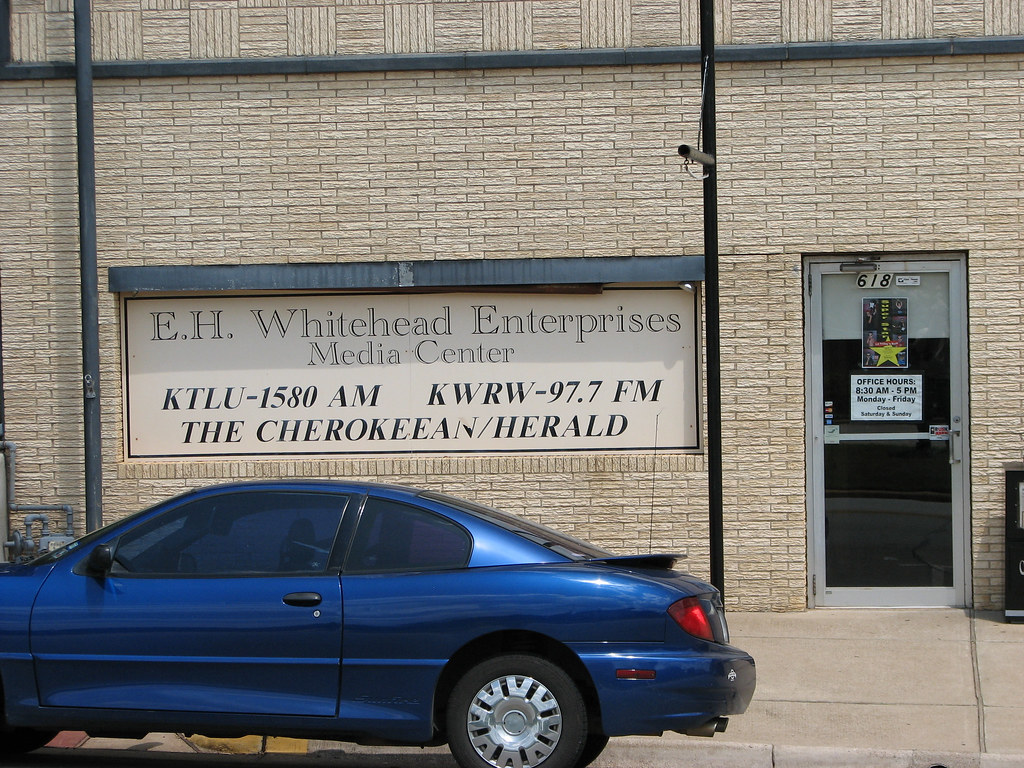 E.H. Whitehead Enterprises
Media Center
KTLU-1580 AM KWRW-97.7 FM
THE CHEROKEEAN/HERALD
618
OFFICE HOURS:
8:30 AM - 5 PM
Monday - Friday
Closed
Saturday & Sunday